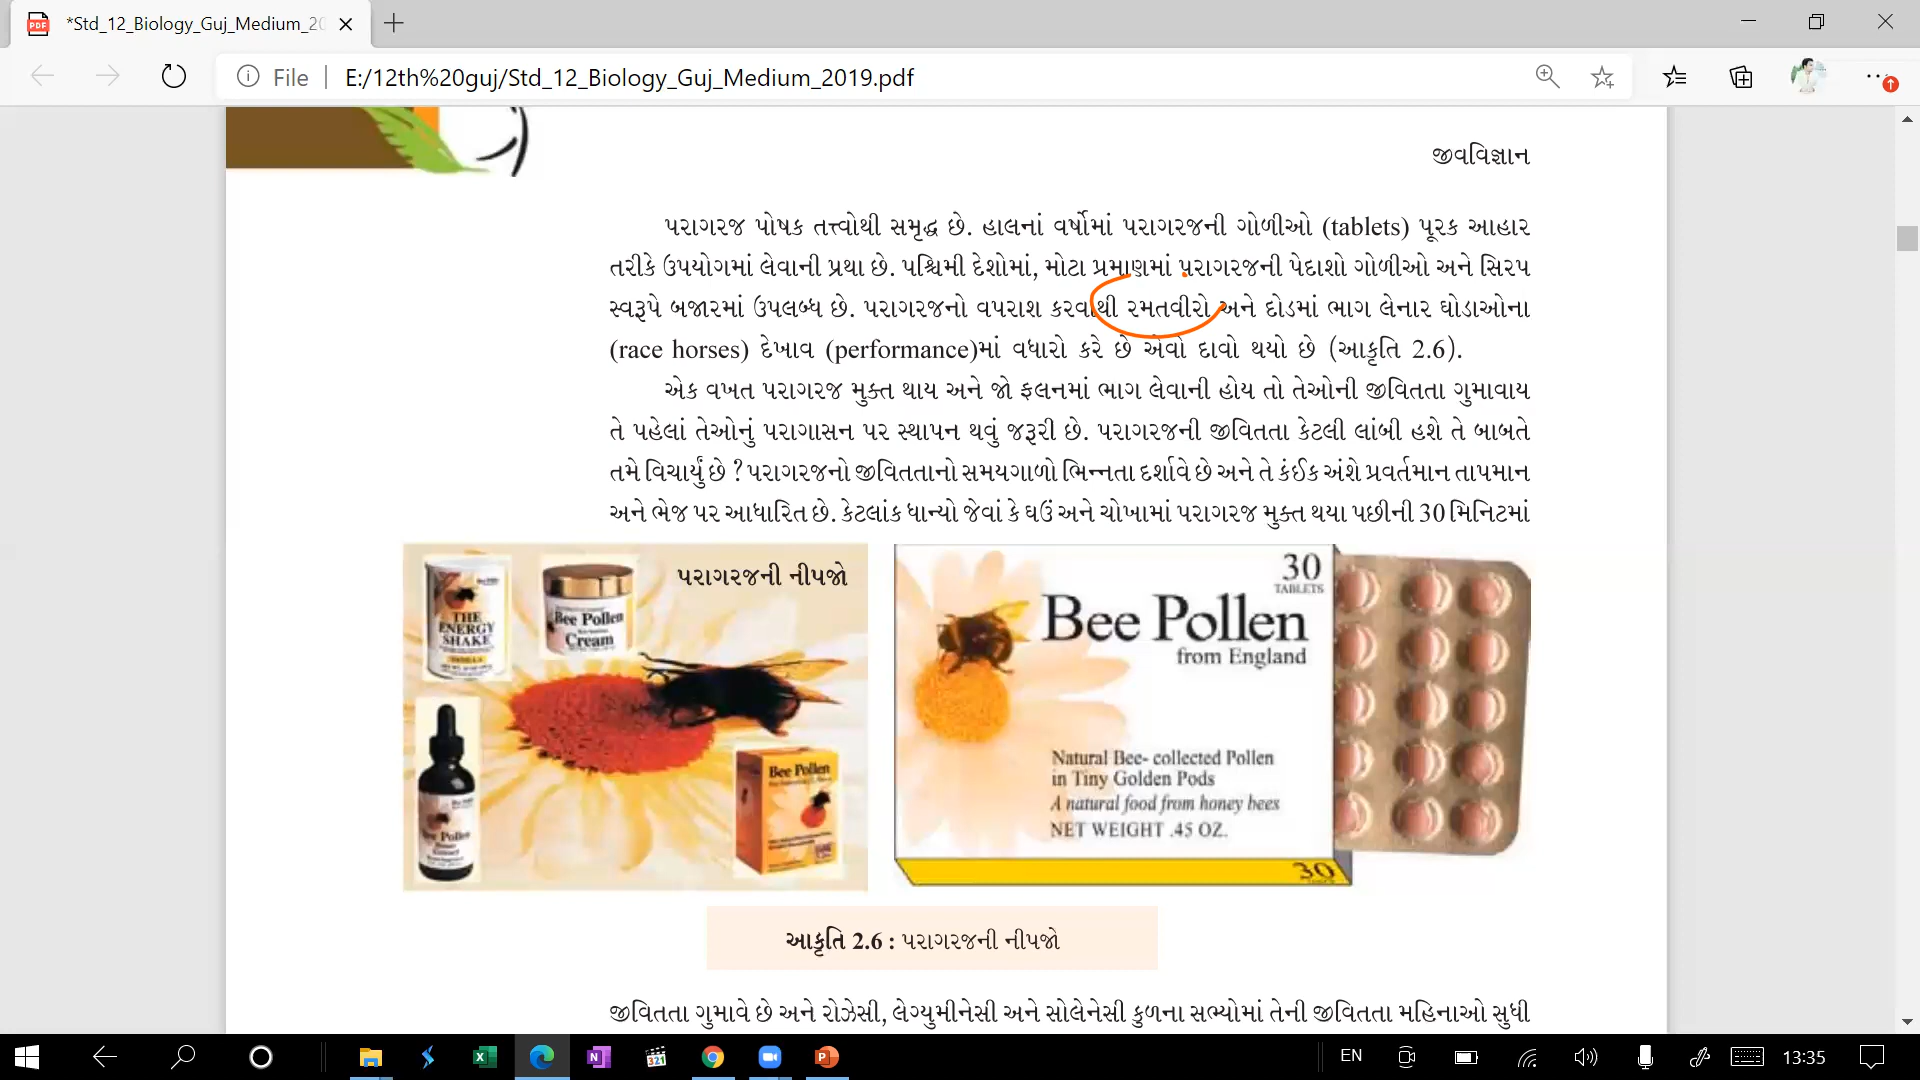 *Std_12_Biology_Guj_Medium_20
File
E:/12th%20guj/Std_12_Biology_Guj_Medium_2019.pdf
જીવવિજ્ઞાન
પરાગરજ પોષક તત્ત્વોથી સમૃદ્ધ છે. હાલનાં વર્ષોમાં પરાગરજની ગોળીઓ (tablets) પૂરક આહાર
તરીકે ઉપયોગમાં લેવાની પ્રથા છે. પશ્ચિમી દેશોમાં, મોટા પ્રમાણમાં પરાગરજની પેદાશો ગોળીઓ અને સિરપ
સ્વરૂપે બજારમાં ઉપલબ્ધ છે. પરાગરજનો વપરાશ કરવાથી રમતવીરો અને દોડમાં ભાગ લેનાર ઘોડાઓના
(race horses) દેખાવ (performance)માં વધારો કરે છે એવો દાવો થયો છે (આકૃતિ 2.6).
એક વખત પરાગરજ મુક્ત થાય અને જો ફલનમાં ભાગ લેવાની હોય તો તેઓની જીવિતતા ગુમાવાય
તે પહેલાં તેઓનું પરાગાસન પર સ્થાપન થવું જરૂરી છે. પરાગરજની જીવિતતા કેટલી લાંબી હશે તે બાબતે
તમે વિચાર્યું છે ? પરાગરજનો જીવિતતાનો સમયગાળો ભિન્નતા દર્શાવે છે અને તે કંઈક અંશે પ્રવર્તમાન તાપમાન
અને ભેજ પર આધારિત છે. કેટલાંક ધાન્યો જેવાં કે ઘઉં અને ચોખામાં પરાગરજ મુક્ત થયા પછીની 30 મિનિટમાં
પરાગરજની નીપજો
THE
ENERGY
SHAKE
Bee Pollen
Cream
Bee Pollen
Bee Pollen
30
TABLETS
Bee Pollen
from England
Natural Bee- collected Pollen
in Tiny Golden Pods
A natural food from honey bees
NET WEIGHT .45 OZ.
30
આકૃતિ 2.6 : પરાગરજની નીપજો
જીવિતતા ગુમાવે છે અને રોઝેસી, લેગ્યુમીનેસી અને સોલેનેસી કુળના સભ્યોમાં તેની જીવિતતા મહિનાઓ સુધી
EN
13:35